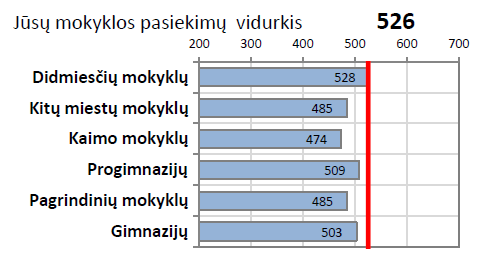 Jūsų mokyklos pasiekimų vidurkis 526
200 300 400 500 600 700
Didmiesčių mokyklų 528
Kitų miestų mokyklų 485
Kaimo mokyklų 474
Progimnazijų 509
Pagrindinių mokyklų 485
Gimnazijų 503